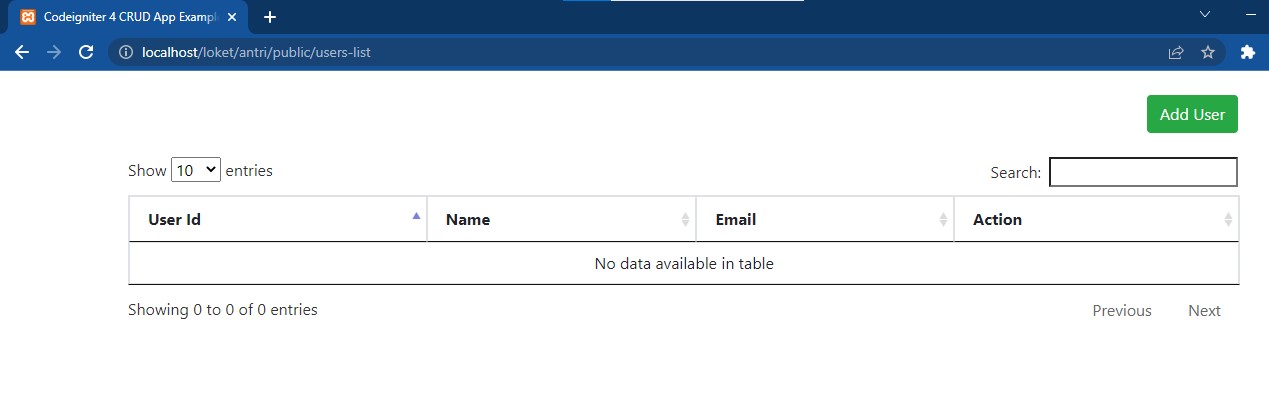 Codeigniter 4 CRUD App Exampl
localhost/loket/antri/public/users-list
Add User
Show 10 entries
Search:
User Id Name Email Action
No data available in table
Showing 0 to 0 of 0 entries
Previous Next